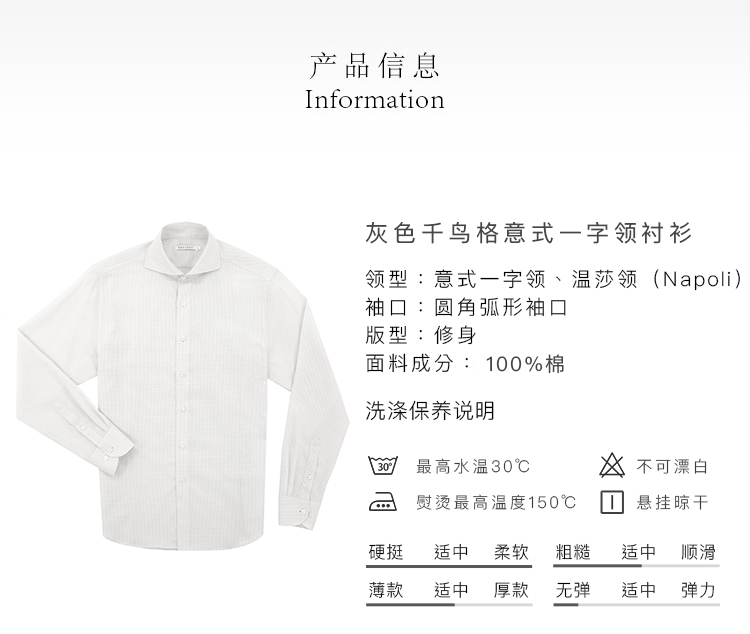 产品信息
Information
灰色千鸟格意式一字领衬衫
领型：意式一字领、温莎领（Napoli）
袖口：圆角弧形袖口
版型：修身
面料成分： 100%棉
洗涤保养说明
30° 最高水温30℃ 不可漂白
熨烫最高温度150℃ 悬挂晾干
硬挺 适中 柔软 粗糙 适中 顺滑
薄款 适中 厚款 无弹 适中 弹力